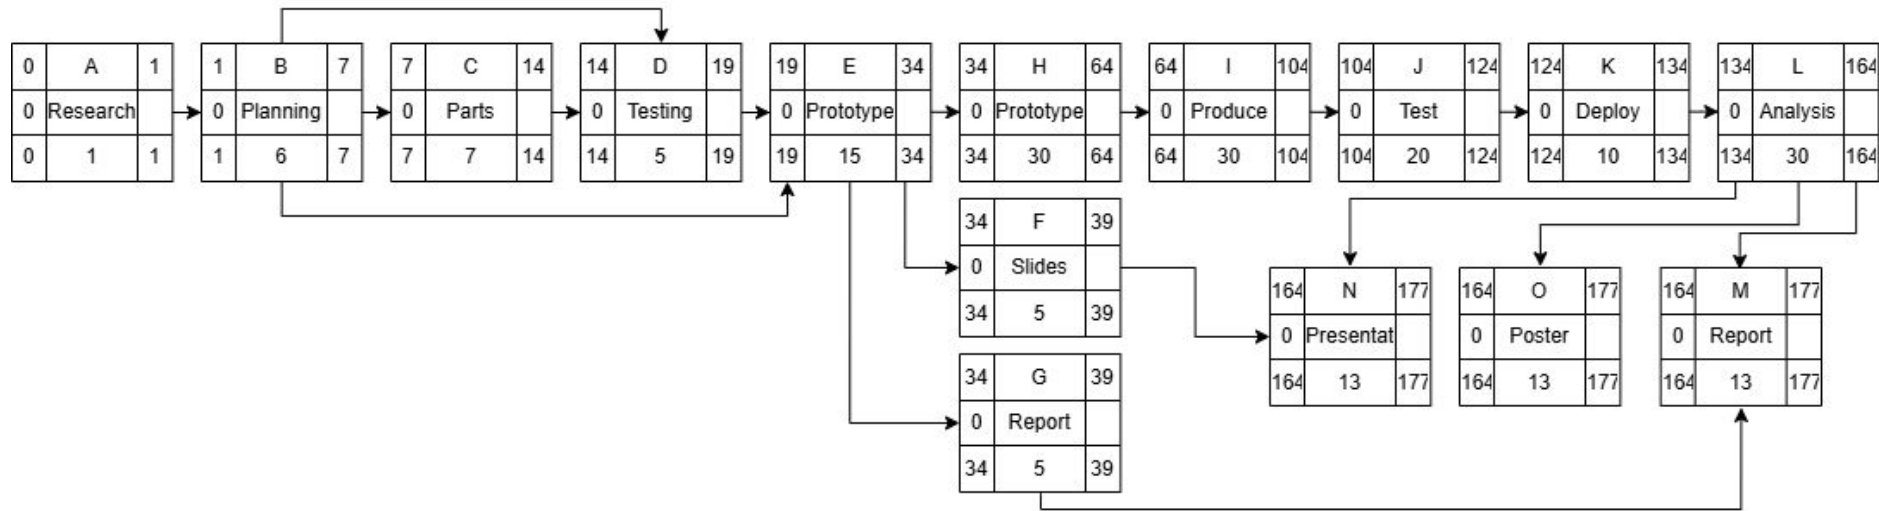 0 A 1
0 Research
0 1 1
1 B 7
0 Planning
1 6 7
7 C 14
0 Parts
7 7 14
14 D 19
0 Testing
14 5 19
19 E 34
0 Prototype
19 15 34
34 H 64
0 Prototype
34 30 64
64 I 104
0 Produce
64 30 104
104 J 124
0 Test
104 20 124
124 K 134
0 Deploy
124 10 134
134 L 164
0 Analysis
134 30 164
34 F 39
0 Slides
34 5 39
164 N 177
0 Presentat
164 13 177
164 O 177
0 Poster
164 13 177
164 M 177
0 Report
164 13 177
34 G 39
0 Report
34 5 39